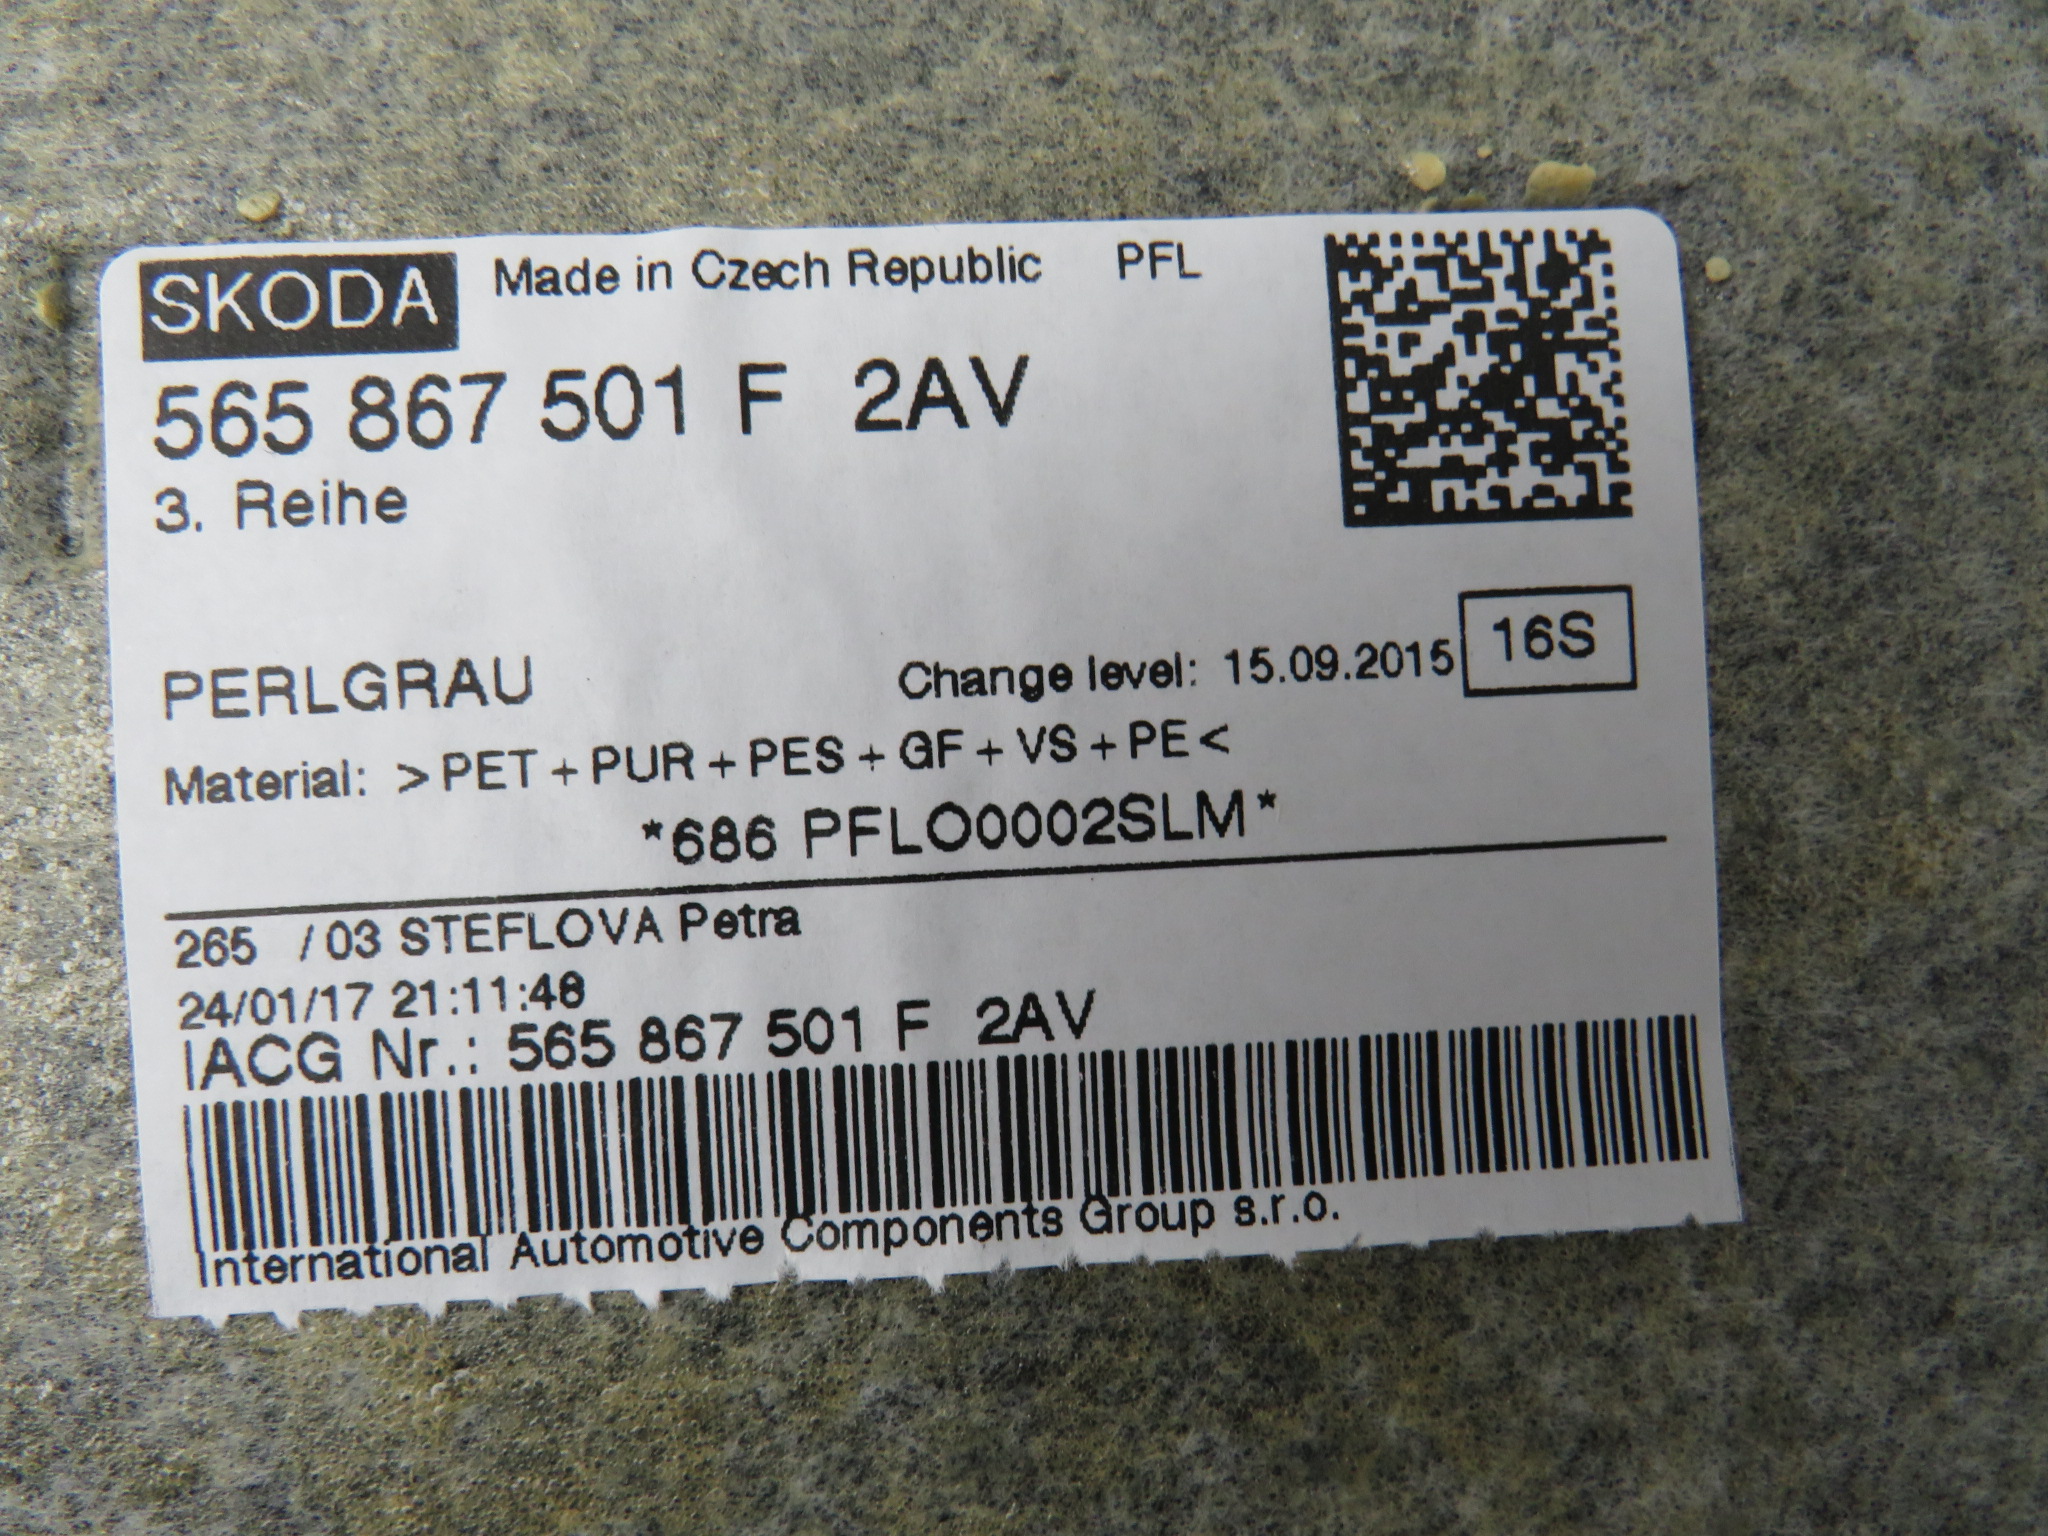 SKODA Made in Czech Republic PFL
565 867 501 F 2AV
3. Reihe
PERLGRAU Change level: 15.09.2015 16S
Material: >PET+PUR+PES+GF+VS+PE<
*686 PFLO0002SLM*
265 /03 STEFLOVA Petra
24/01/17 21:11:48
IACG Nr.: 565 867 501 F 2AV
International Automotive Components Group s.r.o.